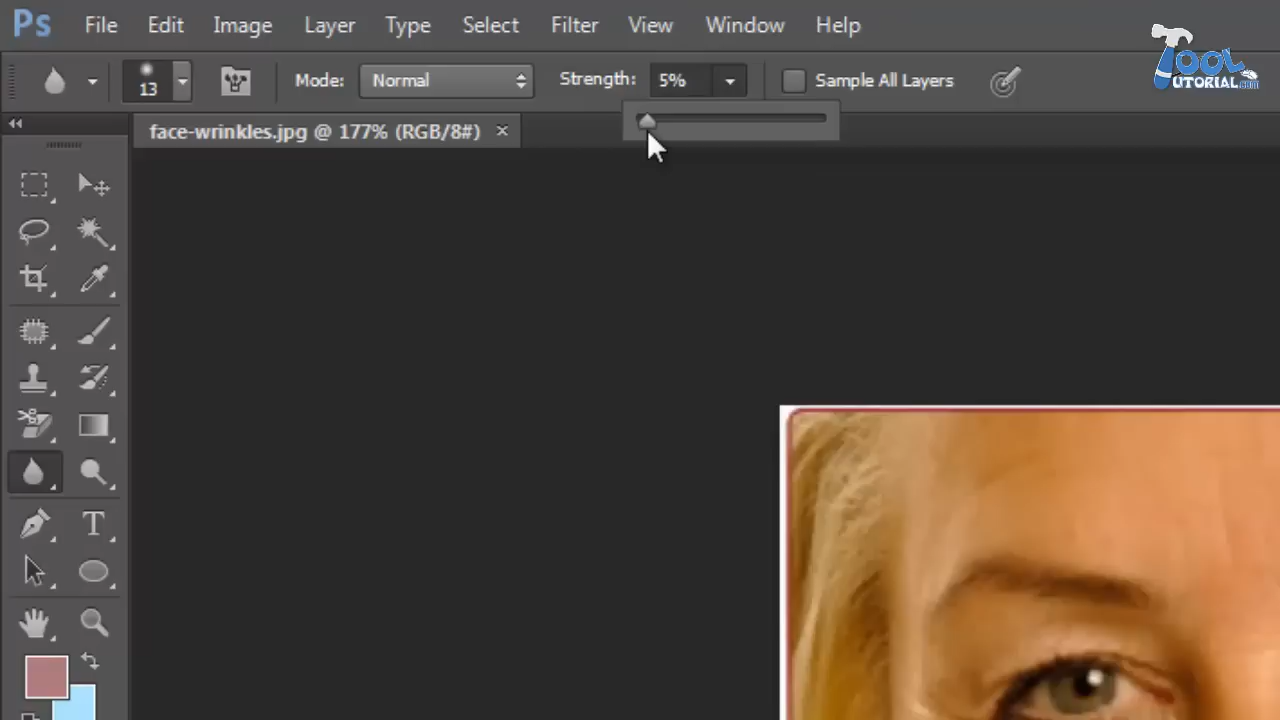 Ps File Edit Image Layer Type Select Filter View Window Help
13 Mode: Normal Strength: 5% Sample All Layers
TOOL
TUTORIAL.com
face-wrinkles.jpg @ 177% (RGB/8#) ×
T